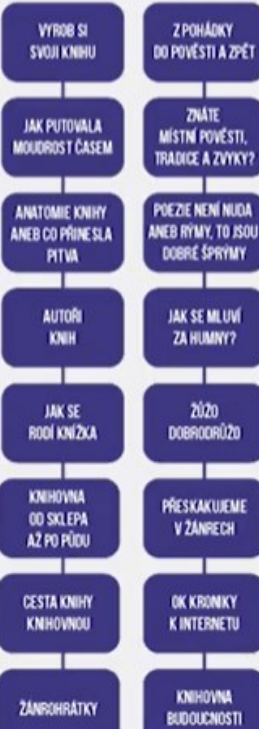 VYROB SI
SVOJI KNIHU
JAK PUTOVALA
MOUDROST ČASEM
ANATOMIE KNIHY
ANEB CO PŘINESLA
PITVA
AUTOŘI
KNIH
JAK SE
RODÍ KNÍŽKA
KNIHOVNA
OD SKLEPA
AŽ PO PŮDU
CESTA KNIHY
KNIHOVNOU
ŽÁNROHRÁTKY
Z POHÁDKY
DO POVĚSTI A ZPĚT
ZNÁTE
MÍSTNÍ POVĚSTI,
TRADICE A ZVYKY?
POEZIE NENÍ NUDA
ANEB RÝMY, TO JSOU
DOBRÉ ŠPRÝMY
JAK SE MLUVÍ
ZA HUMNY?
ŽŮŽO
DOBRODRŮŽO
PŘESKAKUJEME
V ŽÁNRECH
OK KRONIKY
K INTERNETU
KNIHOVNA
BUDOUCNOSTI